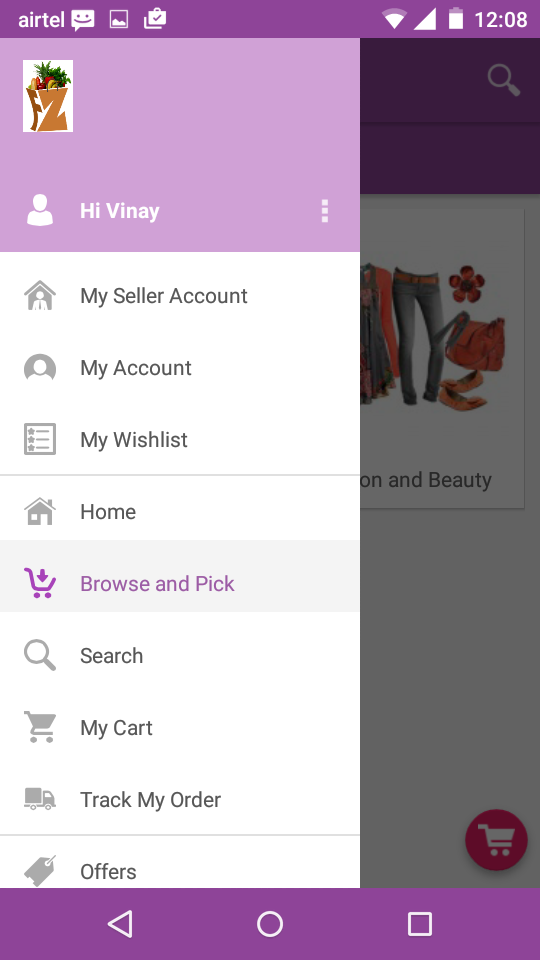 airtel 12:08
Hi Vinay
My Seller Account
My Account
My Wishlist
on and Beauty
Home
Browse and Pick
Search
My Cart
Track My Order
Offers